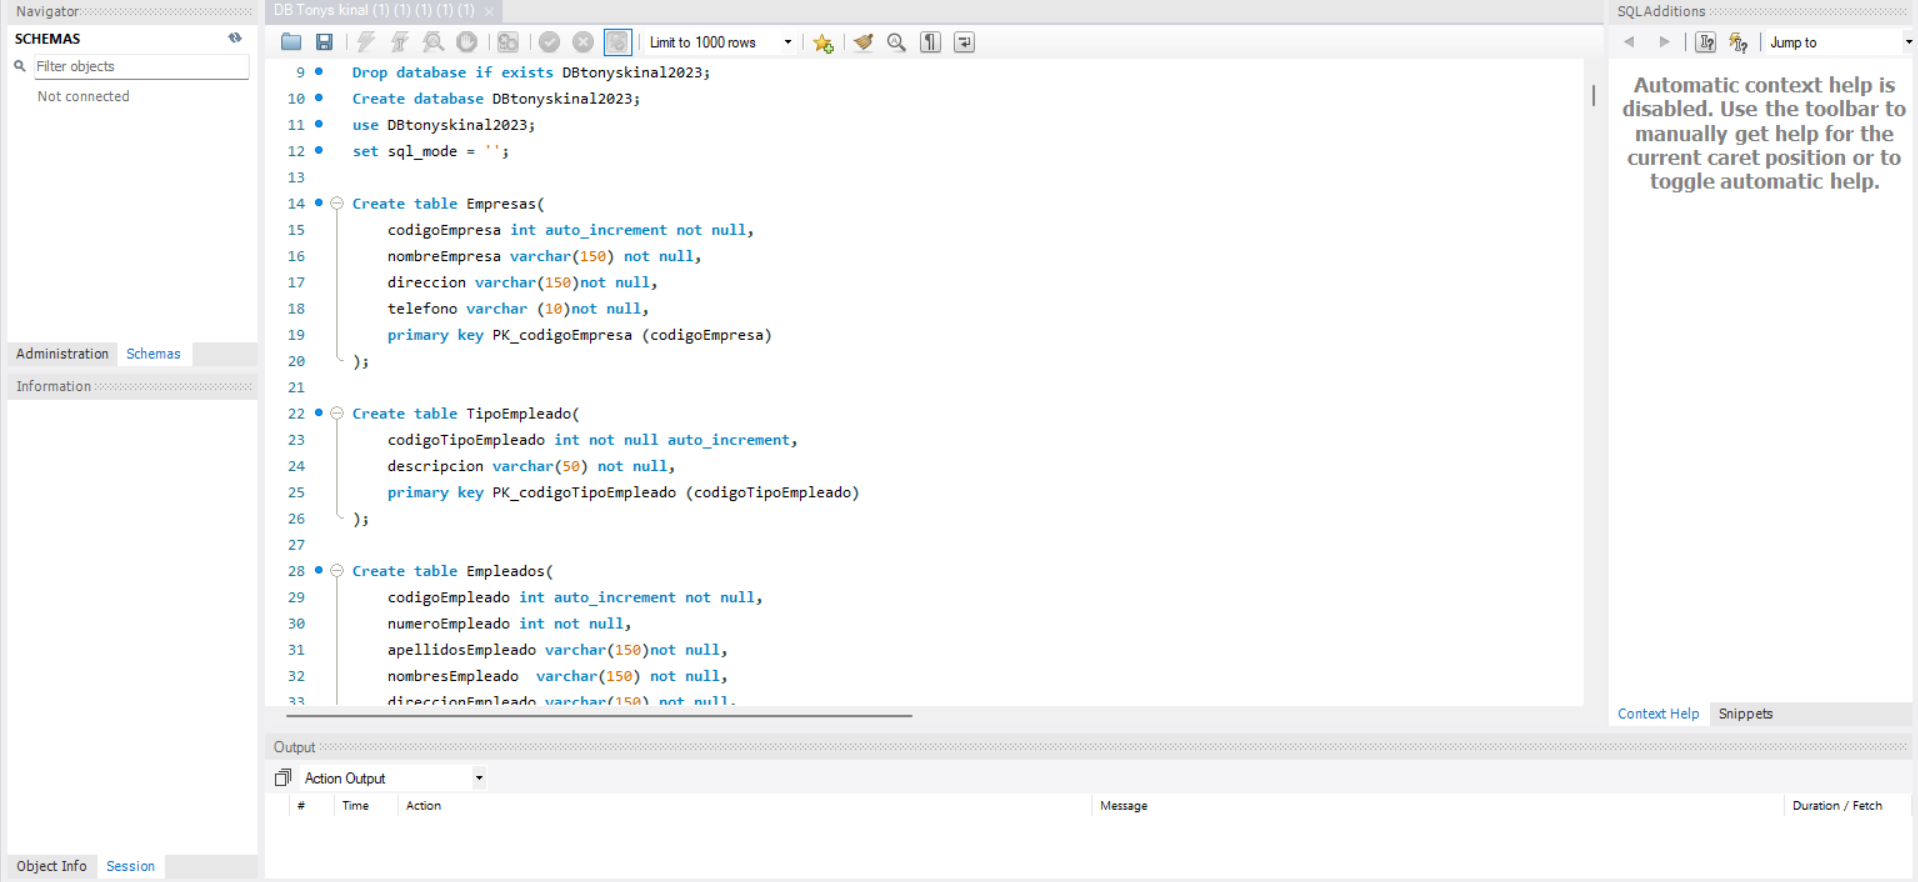 Navigator
SCHEMAS
Filter objects
Not connected
Administration Schemas
Information
Object Info Session
DB Tonys kinal (1) (1) (1) (1) (1) ×
Limit to 1000 rows
9 Drop database if exists DBtonyskinal2023;
10 Create database DBtonyskinal2023;
11 use DBtonyskinal2023;
12 set sql_mode = '';
13
14 Create table Empresas(
15 codigoEmpresa int auto_increment not null,
16 nombreEmpresa varchar(150) not null,
17 direccion varchar(150)not null,
18 telefono varchar (10)not null,
19 primary key PK_codigoEmpresa (codigoEmpresa)
20 );
21
22 Create table TipoEmpleado(
23 codigoTipoEmpleado int not null auto_increment,
24 descripcion varchar(50) not null,
25 primary key PK_codigoTipoEmpleado (codigoTipoEmpleado)
26 );
27
28 Create table Empleados(
29 codigoEmpleado int auto_increment not null,
30 numeroEmpleado int not null,
31 apellidosEmpleado varchar(150)not null,
32 nombresEmpleado  varchar(150) not null,
33 direccionEmpleado varchar(150) not null,
Output
Action Output
# Time Action Message Duration / Fetch
SQLAdditions
Jump to
Automatic context help is
disabled. Use the toolbar to
manually get help for the
current caret position or to
toggle automatic help.
Context Help Snippets